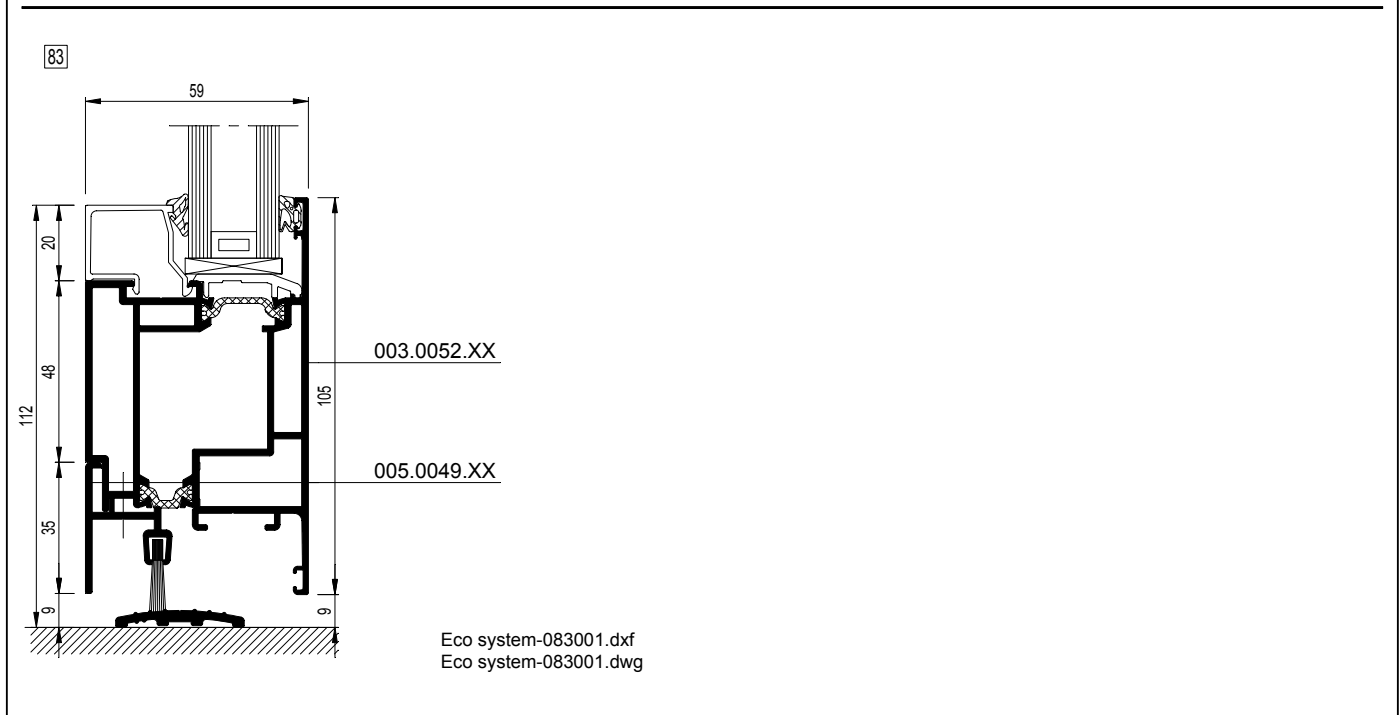 83
59
20
48
112
35
9
105
9
003.0052.XX
005.0049.XX
Eco system-083001.dxf
Eco system-083001.dwg